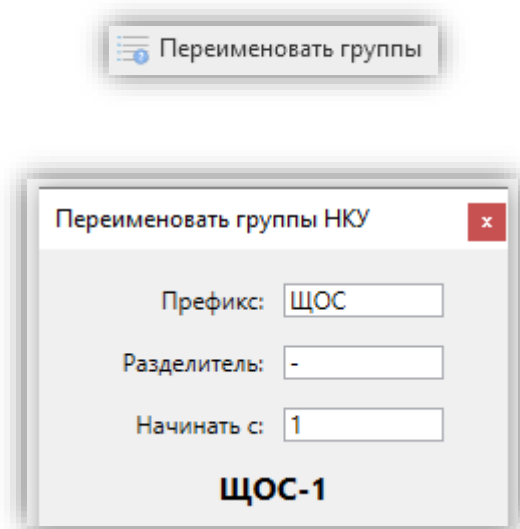 Переименовать группы
Переименовать группы НКУ
x
Префикс: ЩОС
Разделитель: -
Начинать с: 1
ЩОС-1